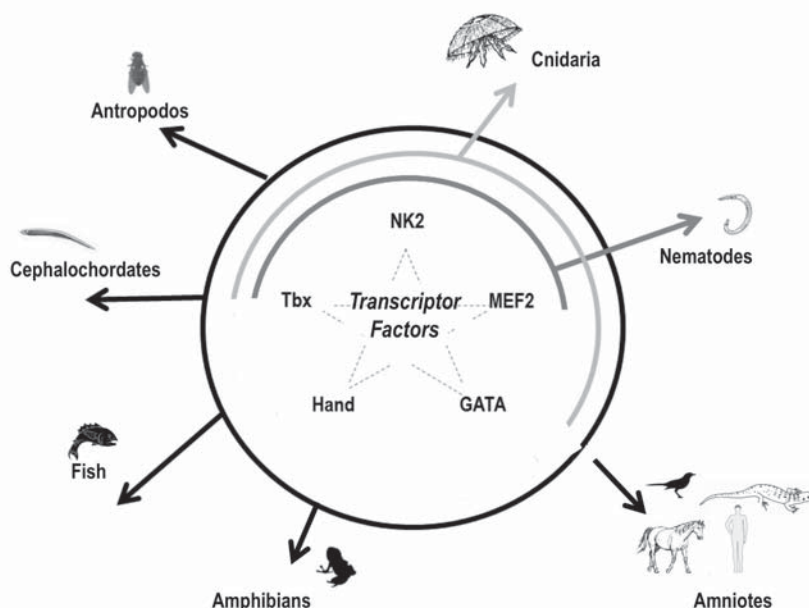 Cnidaria
Antropodos
NK2
Cephalochordates
Nematodes
Tbx
Transcriptor
MEF2
Factors
Hand
GATA
Fish
Amphibians
Amniotes